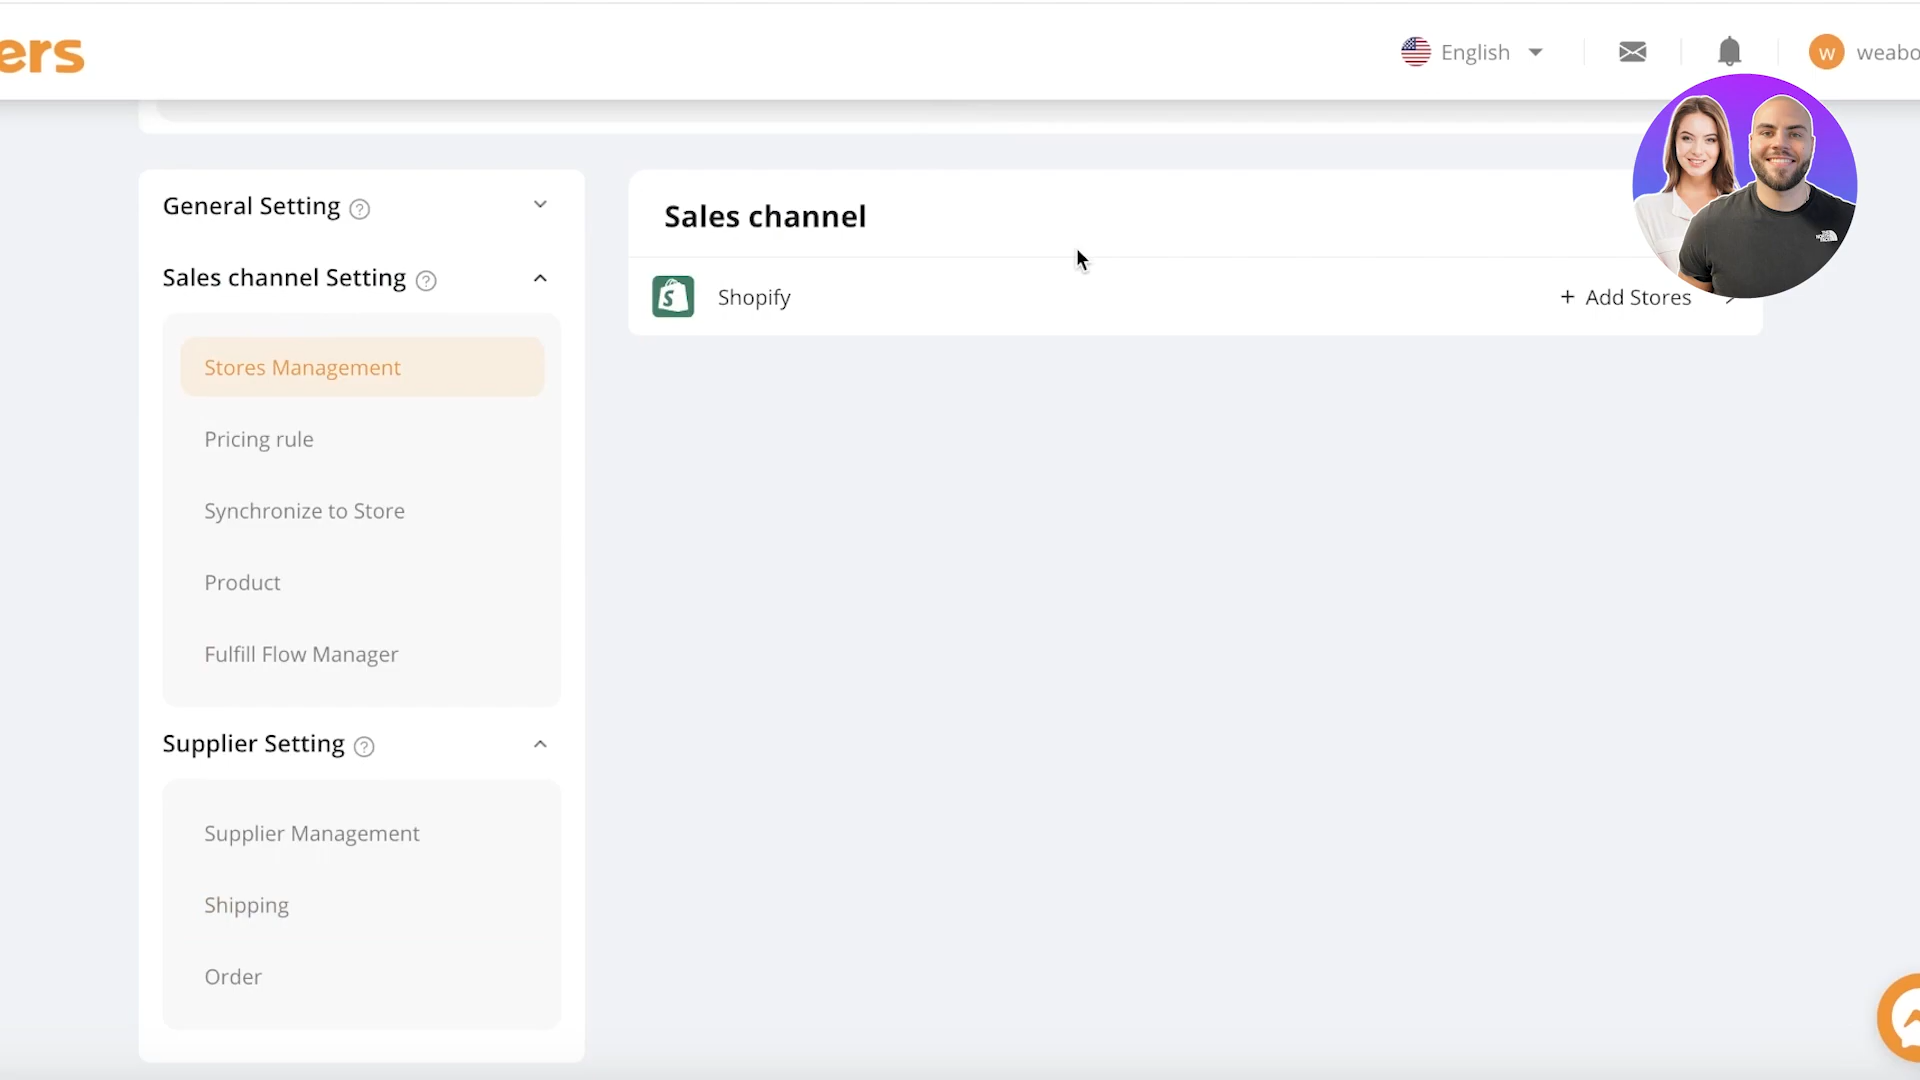 ers
English
w weabo
General Setting ?
Sales channel
Sales channel Setting ?
Shopify
+ Add Stores
Stores Management
Pricing rule
Synchronize to Store
Product
Fulfill Flow Manager
Supplier Setting ?
Supplier Management
Shipping
Order